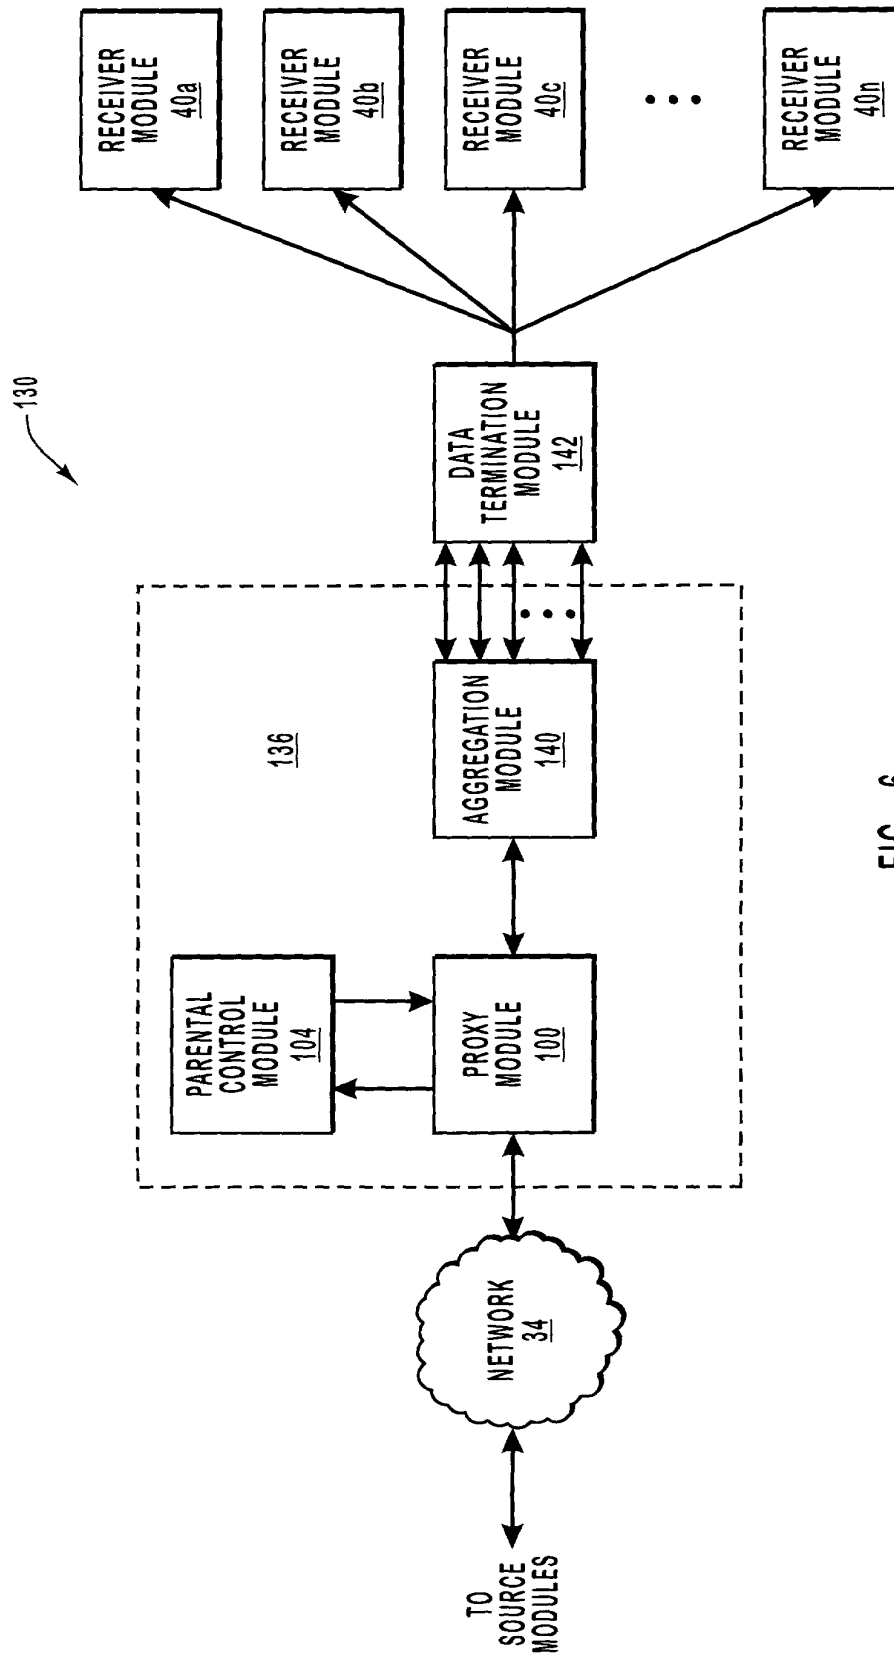 130
RECEIVER
MODULE
40a
RECEIVER
MODULE
40b
RECEIVER
MODULE
40c
RECEIVER
MODULE
40n
DATA
TERMINATION
MODULE
142
136
AGGREGATION
MODULE
140
PARENTAL
CONTROL
MODULE
104
PROXY
MODULE
100
NETWORK
34
TO
SOURCE
MODULES